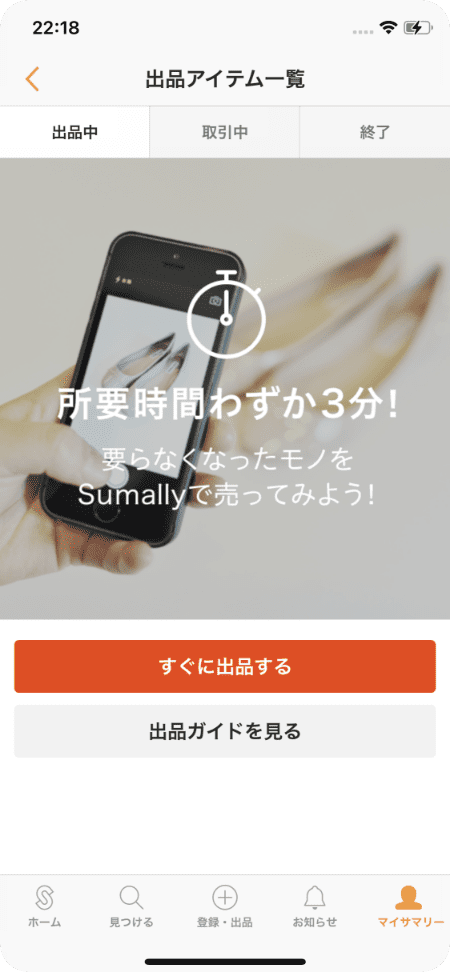 22:18
出品アイテム一覧
出品中
取引中
終了
所要時間わずか3分!
要らなくなったモノを
Sumallyで売ってみよう!
すぐに出品する
出品ガイドを見る
ホーム
見つける
登録・出品
お知らせ
マイサマリー